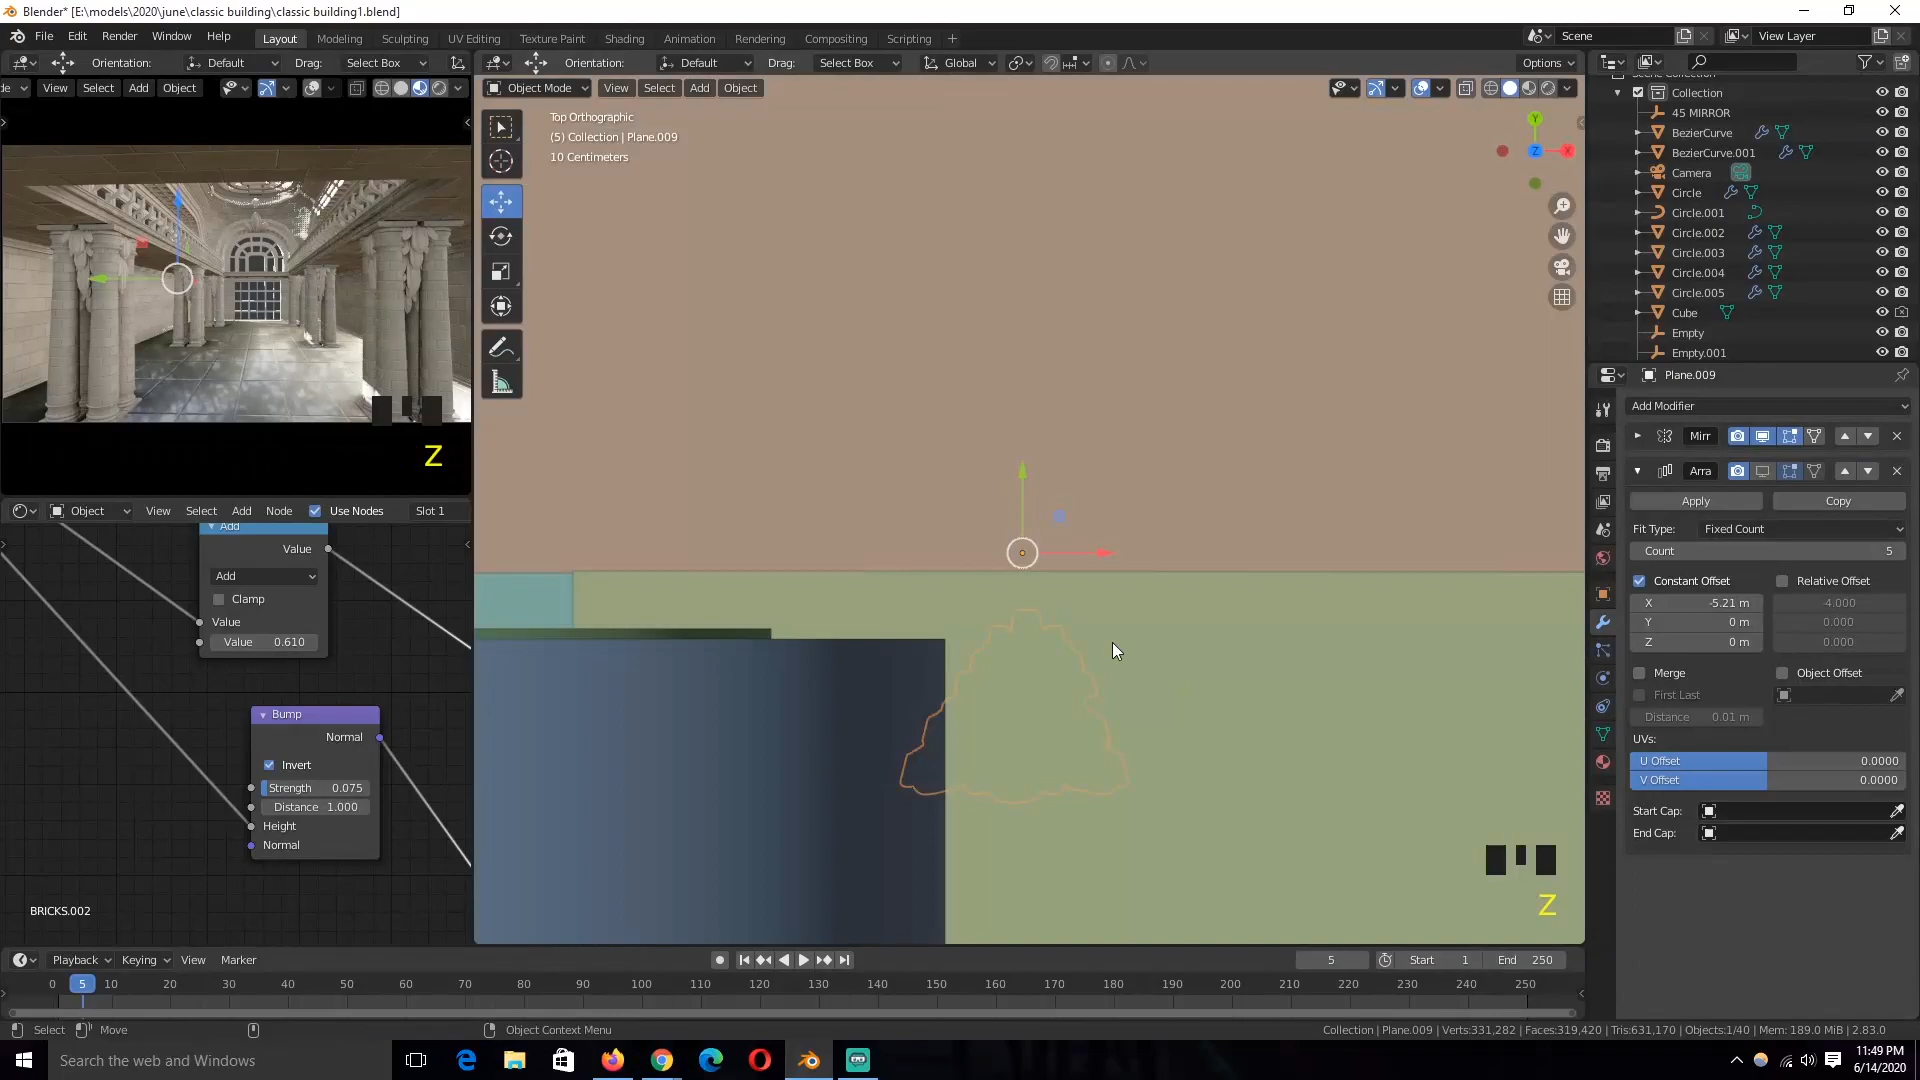 Blender* [E:\models\2020\june\classic building\classic building1.blend]
File Edit Render Window Help
Layout Modeling Sculpting UV Editing Texture Paint Shading Animation Rendering Compositing Scripting
Scene
View Layer
Orientation: Default Drag: Select Box
Orientation: Default Drag: Select Box Global Options
View Select Add Object
Object Mode View Select Add Object
Top Orthographic
(5) Collection | Plane.009
10 Centimeters
Z
Object View Select Add Node Use Nodes Slot 1
Add
Value
Add
Clamp
Value
Value 0.610
Bump
Normal
Invert
Strength 0.075
Distance 1.000
Height
Normal
BRICKS.002
Y
Z
X
Z
Collection
45 MIRROR
BezierCurve
BezierCurve.001
Camera
Circle
Circle.001
Circle.002
Circle.003
Circle.004
Circle.005
Cube
Empty
Empty.001
Plane.009
Add Modifier
Mirr
Arra
Apply Copy
Fit Type: Fixed Count
Count 5
Constant Offset Relative Offset
X -5.21 m -4.000
Y 0 m 0.000
Z 0 m 0.000
Merge Object Offset
First Last
Distance 0.01 m
UVs:
U Offset 0.0000
V Offset 0.0000
Start Cap:
End Cap:
Playback Keying View Marker
5 Start 1 End 250
0 5 10 20 30 40 50 60 70 80 90 100 110 120 130 140 150 160 170 180 190 200 210 220 230 240 250
Select Move Object Context Menu
Collection | Plane.009 | Verts:331,282 | Faces:319,420 | Tris:631,170 | Objects:1/40 | Mem: 189.0 MiB | 2.83.0
Search the web and Windows
11:49 PM
6/14/2020